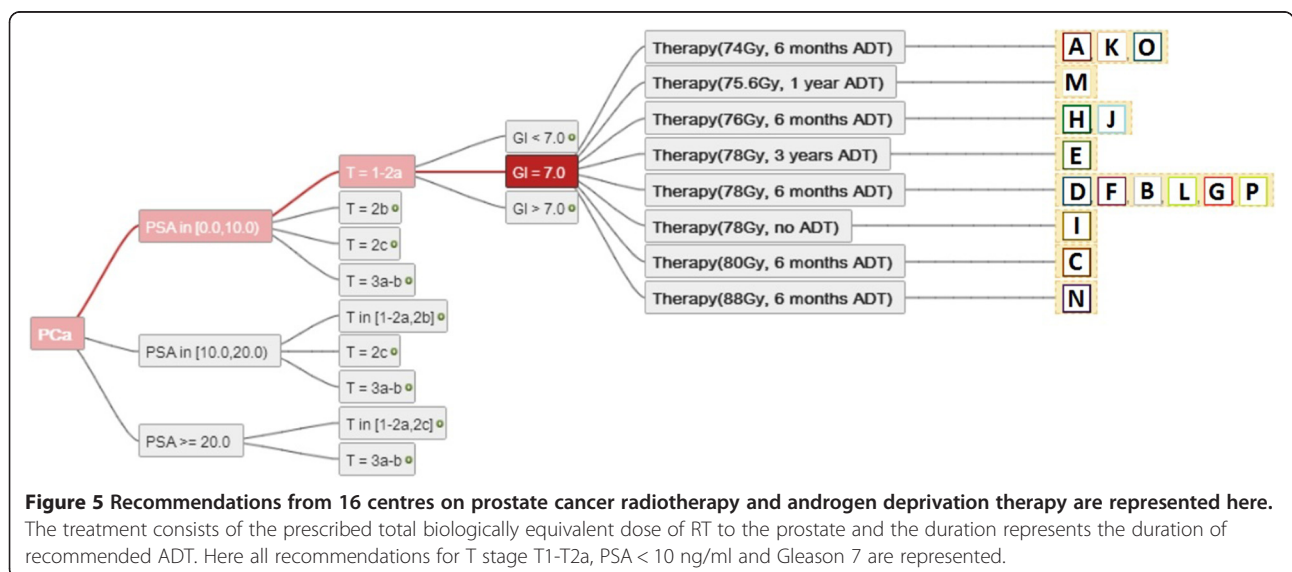 Therapy(74Gy, 6 months ADT) A K O
Therapy(75.6Gy, 1 year ADT) M
Therapy(76Gy, 6 months ADT) H J
Therapy(78Gy, 3 years ADT) E
Therapy(78Gy, 6 months ADT) D F B L G P
Therapy(78Gy, no ADT) I
Therapy(80Gy, 6 months ADT) C
Therapy(88Gy, 6 months ADT) N
Gl < 7.0
Gl = 7.0
Gl > 7.0
T = 1-2a
T = 2b
T = 2c
T = 3a-b
T in [1-2a,2b]
T = 2c
T = 3a-b
T in [1-2a,2c]
T = 3a-b
PSA in [0.0,10.0)
PSA in [10.0,20.0)
PSA >= 20.0
PCa
Figure 5 Recommendations from 16 centres on prostate cancer radiotherapy and androgen deprivation therapy are represented here.
The treatment consists of the prescribed total biologically equivalent dose of RT to the prostate and the duration represents the duration of
recommended ADT. Here all recommendations for T stage T1-T2a, PSA < 10 ng/ml and Gleason 7 are represented.